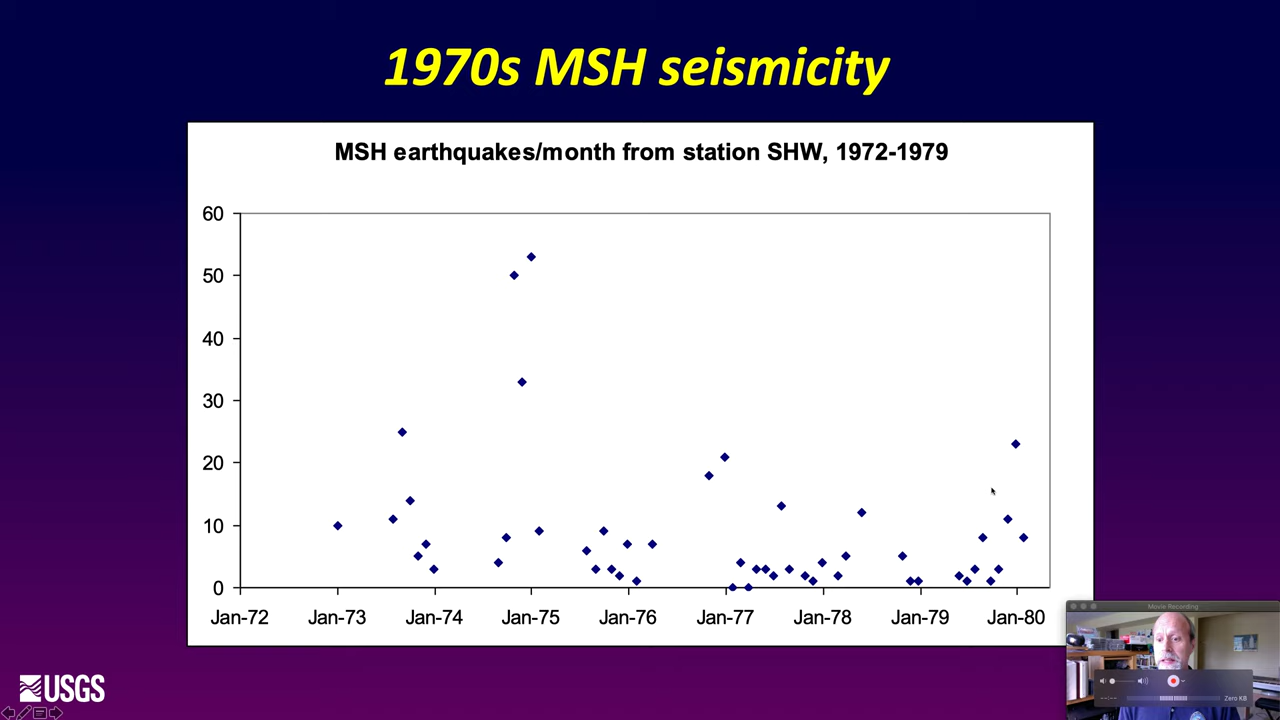 1970s MSH seismicity
MSH earthquakes/month from station SHW, 1972-1979
60
50
40
30
20
10
0
Jan-72 Jan-73 Jan-74 Jan-75 Jan-76 Jan-77 Jan-78 Jan-79 Jan-80
USGS
Movie Recording
--:--
Zero KB